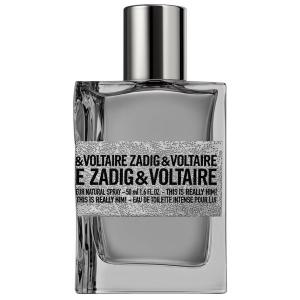 &VOLTAIRE ZADIG&VOLTAIRE
E ZADIG&VOLTAIRE
EUR NATURAL SPRAY – 50 ml 1.6 FL.OZ. – THIS IS REALLY HIM!
THIS IS REALLY HIM! – EAU DE TOILETTE INTENSE POUR LUI